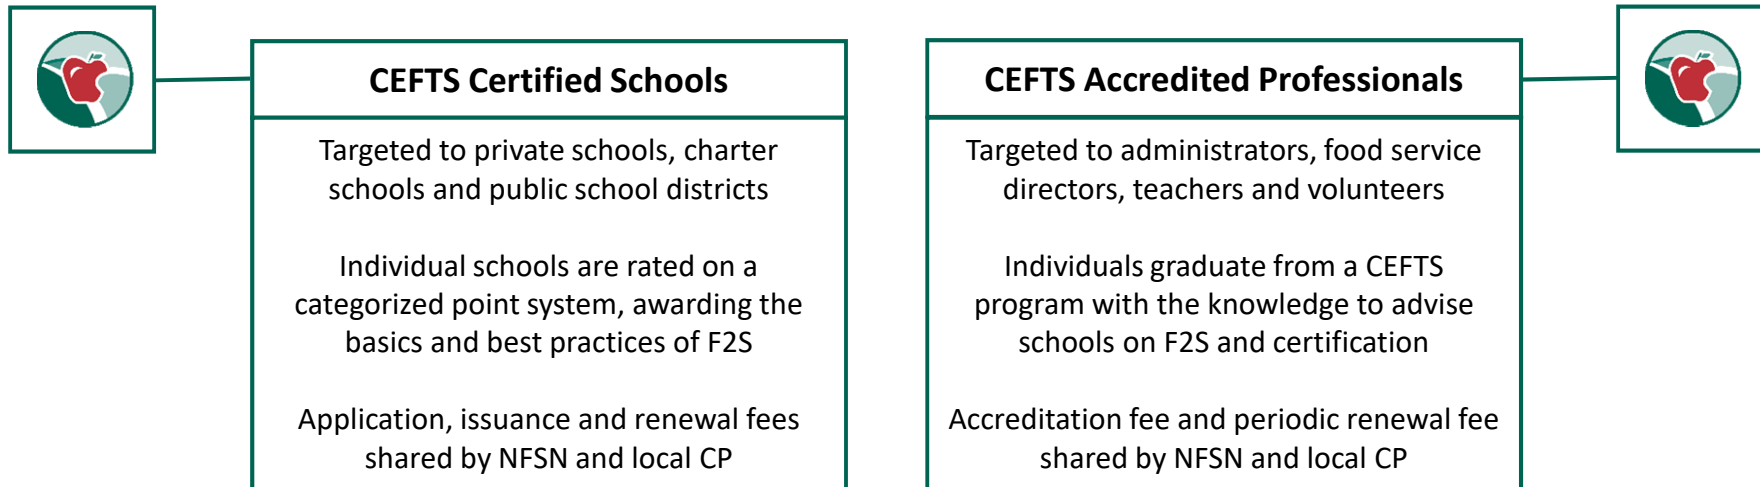 CEFTS Certified Schools
Targeted to private schools, charter
schools and public school districts
Individual schools are rated on a
categorized point system, awarding the
basics and best practices of F2S
Application, issuance and renewal fees
shared by NFSN and local CP
CEFTS Accredited Professionals
Targeted to administrators, food service
directors, teachers and volunteers
Individuals graduate from a CEFTS
program with the knowledge to advise
schools on F2S and certification
Accreditation fee and periodic renewal fee
shared by NFSN and local CP